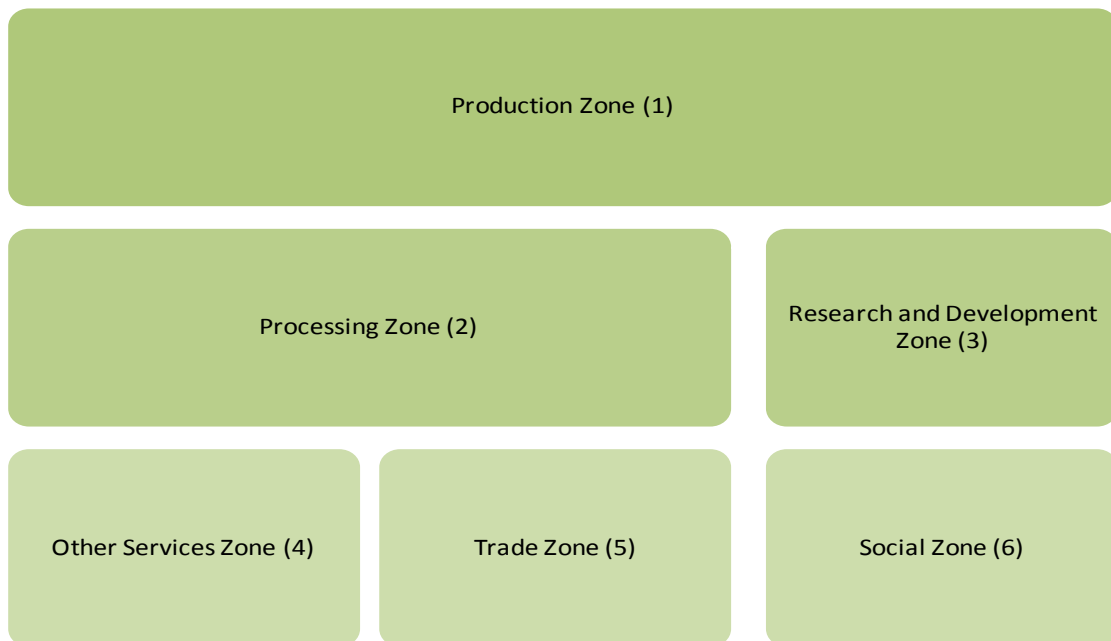 Production Zone (1)
Processing Zone (2)
Research and Development
Zone (3)
Other Services Zone (4)
Trade Zone (5)
Social Zone (6)